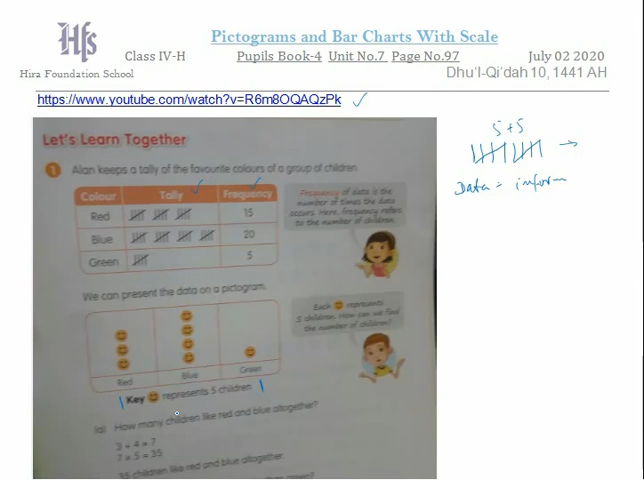 Hfs
Hira Foundation School
Pictograms and Bar Charts With Scale
Class IV-H
Pupils Book-4 Unit No.7 Page No.97
July 02 2020
Dhu'l-Qi'dah 10, 1441 AH
https://www.youtube.com/watch?v=R6m8OQAQzPk
5 + 5
Data = inform
Let's Learn Together
1 Alan keeps a tally of the favourite colours of a group of children.
Colour Tally Frequency
Red 15
Blue 20
Green 5
Frequency of data is the
number of times the data
occurs. Here, frequency refers
to the number of children.
We can present the data on a pictogram.
Red Blue Green
Key represents 5 children
Each represents
5 children. How can we find
the number of children?
(a) How many children like red and blue altogether?
3 + 4 = 7
7 × 5 = 35
35 children like red and blue altogether